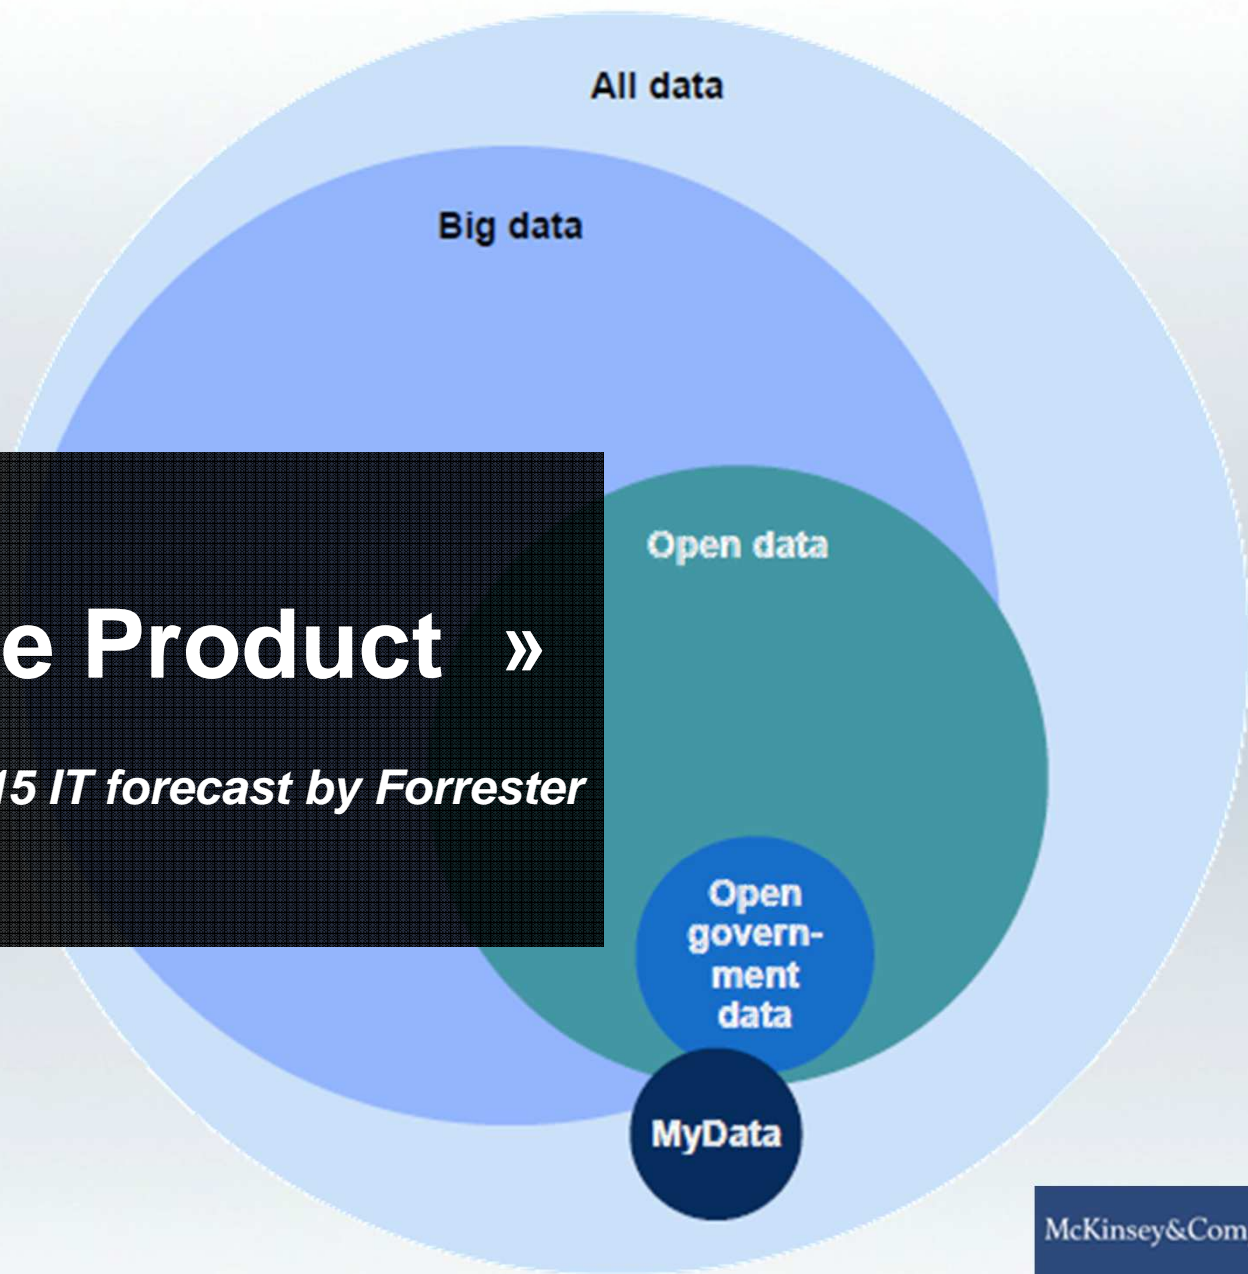 All data
Big data
Open data
e Product »
15 IT forecast by Forrester
Open
govern-
ment
data
MyData
McKinsey&Com